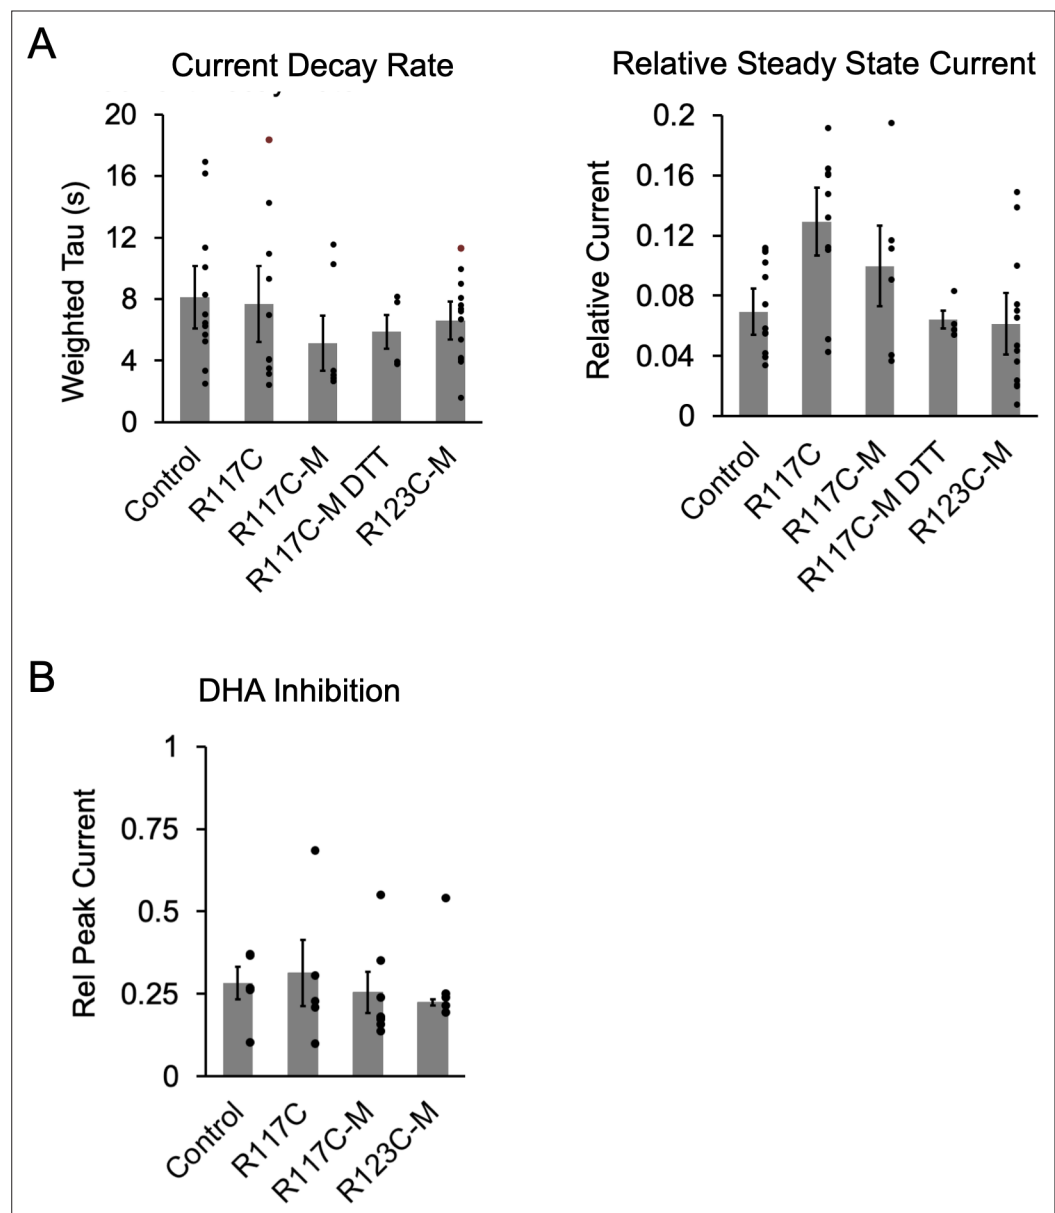 A
Current Decay Rate
Weighted Tau (s)
20
16
12
8
4
0
Control
R117C
R117C-M
R117C-M DTT
R123C-M
Relative Steady State Current
Relative Current
0.2
0.16
0.12
0.08
0.04
0
Control
R117C
R117C-M
R117C-M DTT
R123C-M
B
DHA Inhibition
Rel Peak Current
1
0.75
0.5
0.25
0
Control
R117C
R117C-M
R123C-M